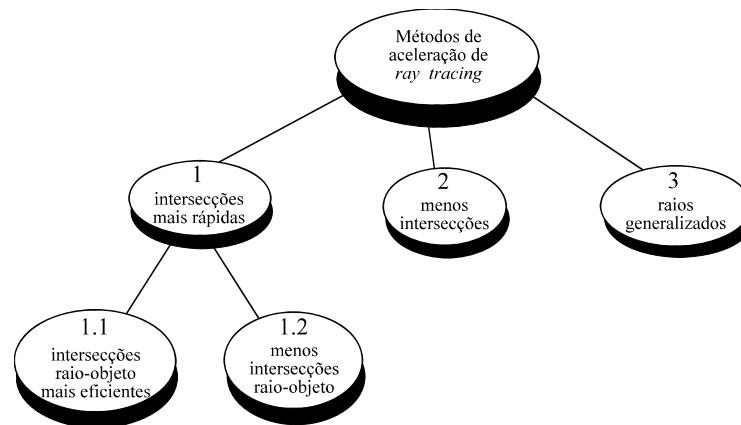 Métodos de
aceleração de
ray tracing
1
intersecções
mais rápidas
2
menos
intersecções
3
raios
generalizados
1.1
intersecções
raio-objeto
mais eficientes
1.2
menos
intersecções
raio-objeto